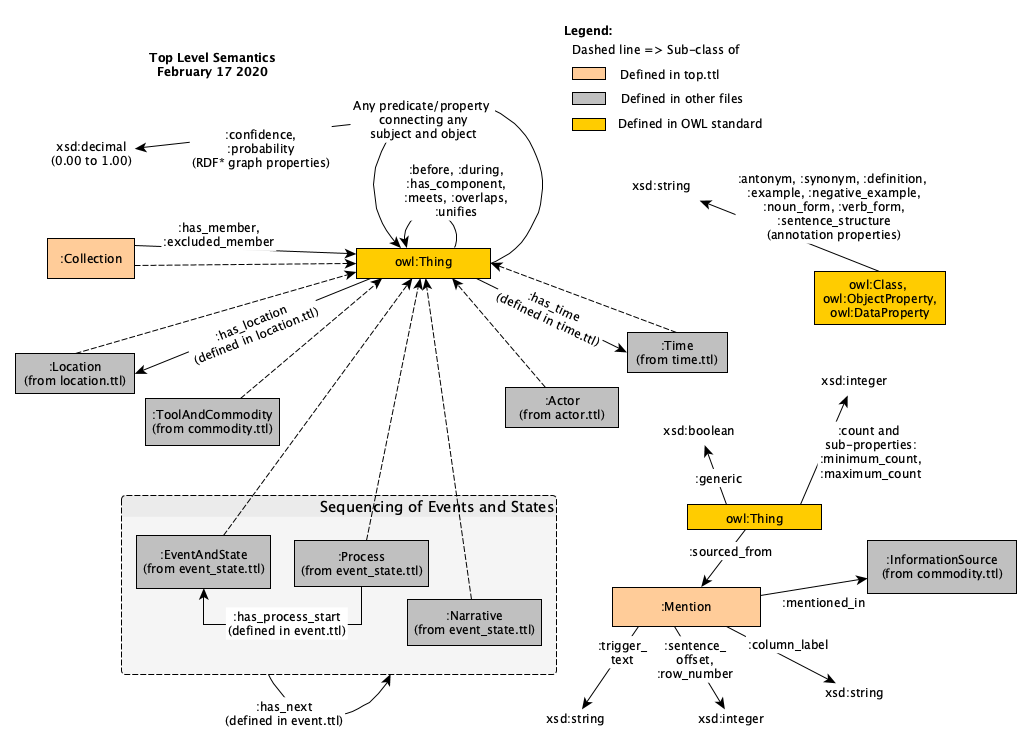 Legend:
Dashed line => Sub-class of
Defined in top.ttl
Defined in other files
Defined in OWL standard
Top Level Semantics
February 17 2020
Any predicate/property
connecting any
subject and object
:confidence,
:probability
(RDF* graph properties)
xsd:decimal
(0.00 to 1.00)
:before, :during,
:has_component,
:meets, :overlaps,
:unifies
:antonym, :synonym, :definition,
:example, :negative_example,
:noun_form, :verb_form,
:sentence_structure
(annotation properties)
xsd:string
:has_member,
:excluded_member
:Collection
owl:Thing
owl:Class,
owl:ObjectProperty,
owl:DataProperty
:has_location
(defined in location.ttl)
:has_time
(defined in time.ttl)
:Location
(from location.ttl)
:Time
(from time.ttl)
:ToolAndCommodity
(from commodity.ttl)
:Actor
(from actor.ttl)
xsd:integer
xsd:boolean
:count and
sub-properties:
:minimum_count,
:maximum_count
:generic
Sequencing of Events and States
owl:Thing
:EventAndState
(from event_state.ttl)
:Process
(from event_state.ttl)
:sourced_from
:InformationSource
(from commodity.ttl)
:has_process_start
(defined in event.ttl)
:Narrative
(from event_state.ttl)
:Mention
:mentioned_in
:trigger_
text
:sentence_
offset,
:row_number
:column_label
xsd:string
xsd:integer
xsd:string
:has_next
(defined in event.ttl)